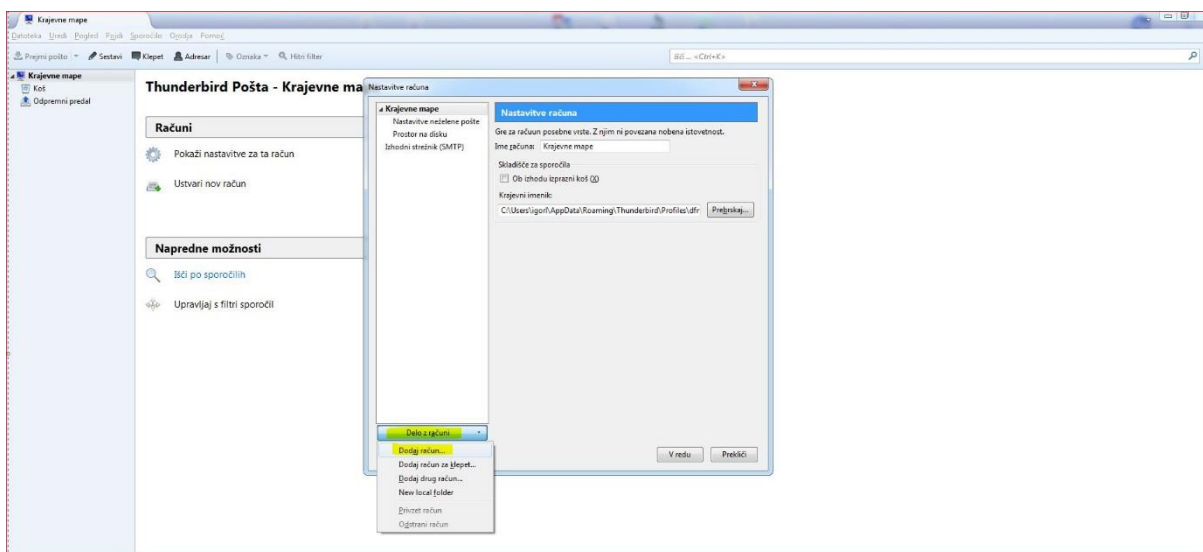 Krajevne mape
Datoteka Uredi Pogled Pojdi Sporočilo Orodja Pomoč
Prejmi pošto Sestavi Klepet Adresar Oznaka Hitri filter
Išči ... <Ctrl+K>
Krajevne mape
Koš
Odpremni predal
Thunderbird Pošta - Krajevne ma
Računi
Pokaži nastavitve za ta račun
Ustvari nov račun
Napredne možnosti
Išči po sporočilih
Upravljaj s filtri sporočil
Nastavitve računa
Krajevne mape
Nastavitve neželene pošte
Prostor na disku
Izhodni strežnik (SMTP)
Nastavitve računa
Gre za račuun posebne vrste. Z njim ni povezana nobena istovetnost.
Ime računa: Krajevne mape
Skladišče za sporočila
Ob izhodu izprazni koš (X)
Krajevni imenik:
C:\Users\igorf\AppData\Roaming\Thunderbird\Profiles\dfr
Prebrskaj...
Delo z računi
Dodaj račun...
Dodaj račun za klepet...
Dodaj drug račun...
New local folder
Privzet račun
Odstrani račun
V redu Prekliči